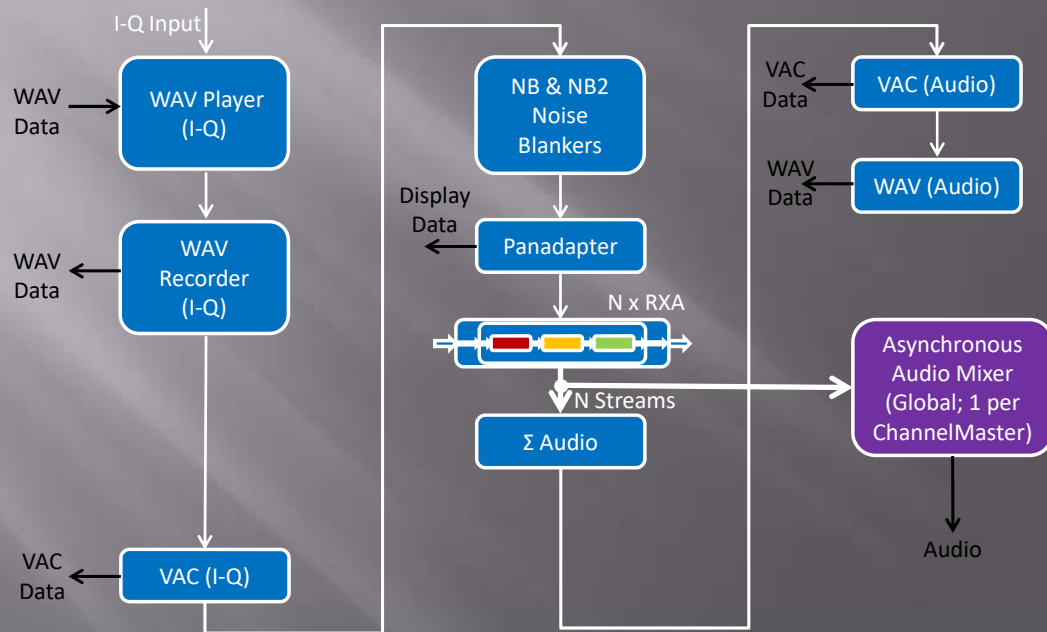 I-Q Input
WAV
Data
WAV Player
(I-Q)
WAV
Data
WAV
Recorder
(I-Q)
VAC
Data
VAC (I-Q)
NB & NB2
Noise
Blankers
Display
Data
Panadapter
N x RXA
N Streams
Σ Audio
VAC
Data
VAC (Audio)
WAV
Data
WAV (Audio)
Asynchronous
Audio Mixer
(Global; 1 per
ChannelMaster)
Audio